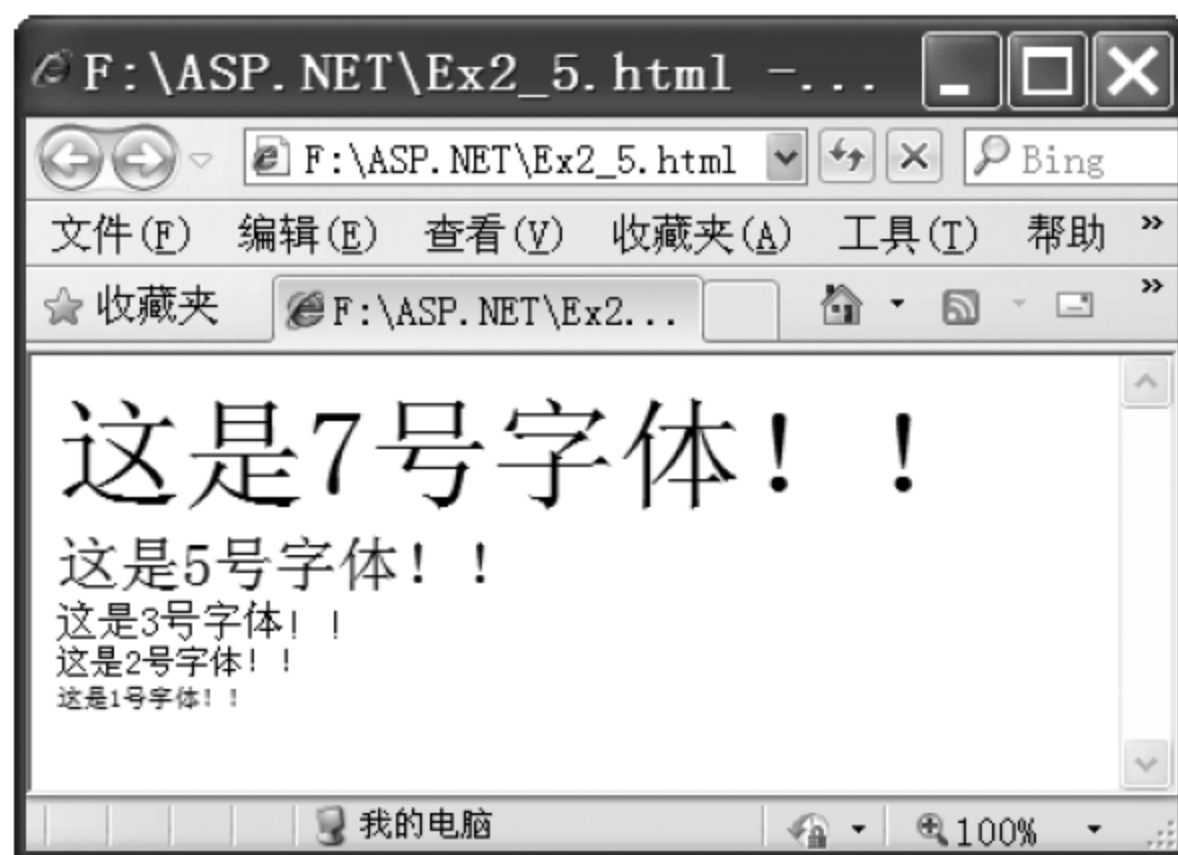 F:\ASP.NET\Ex2_5.html -...
F:\ASP.NET\Ex2_5.html Bing
文件(F) 编辑(E) 查看(V) 收藏夹(A) 工具(T) 帮助 »
收藏夹 F:\ASP.NET\Ex2... »
这是7号字体！！
这是5号字体！！
这是3号字体！！
这是2号字体！！
这是1号字体！！
我的电脑 100%